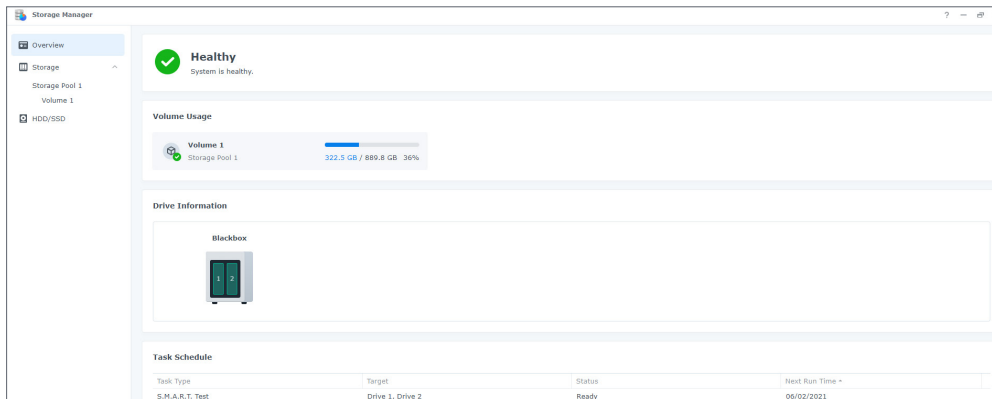 Storage Manager
?
Overview
Storage
Storage Pool 1
Volume 1
HDD/SSD
Healthy
System is healthy.
Volume Usage
Volume 1
Storage Pool 1 322.5 GB / 889.8 GB 36%
Drive Information
Blackbox
1 2
Task Schedule
Task Type Target Status Next Run Time
S.M.A.R.T. Test Drive 1, Drive 2 Ready 06/02/2021